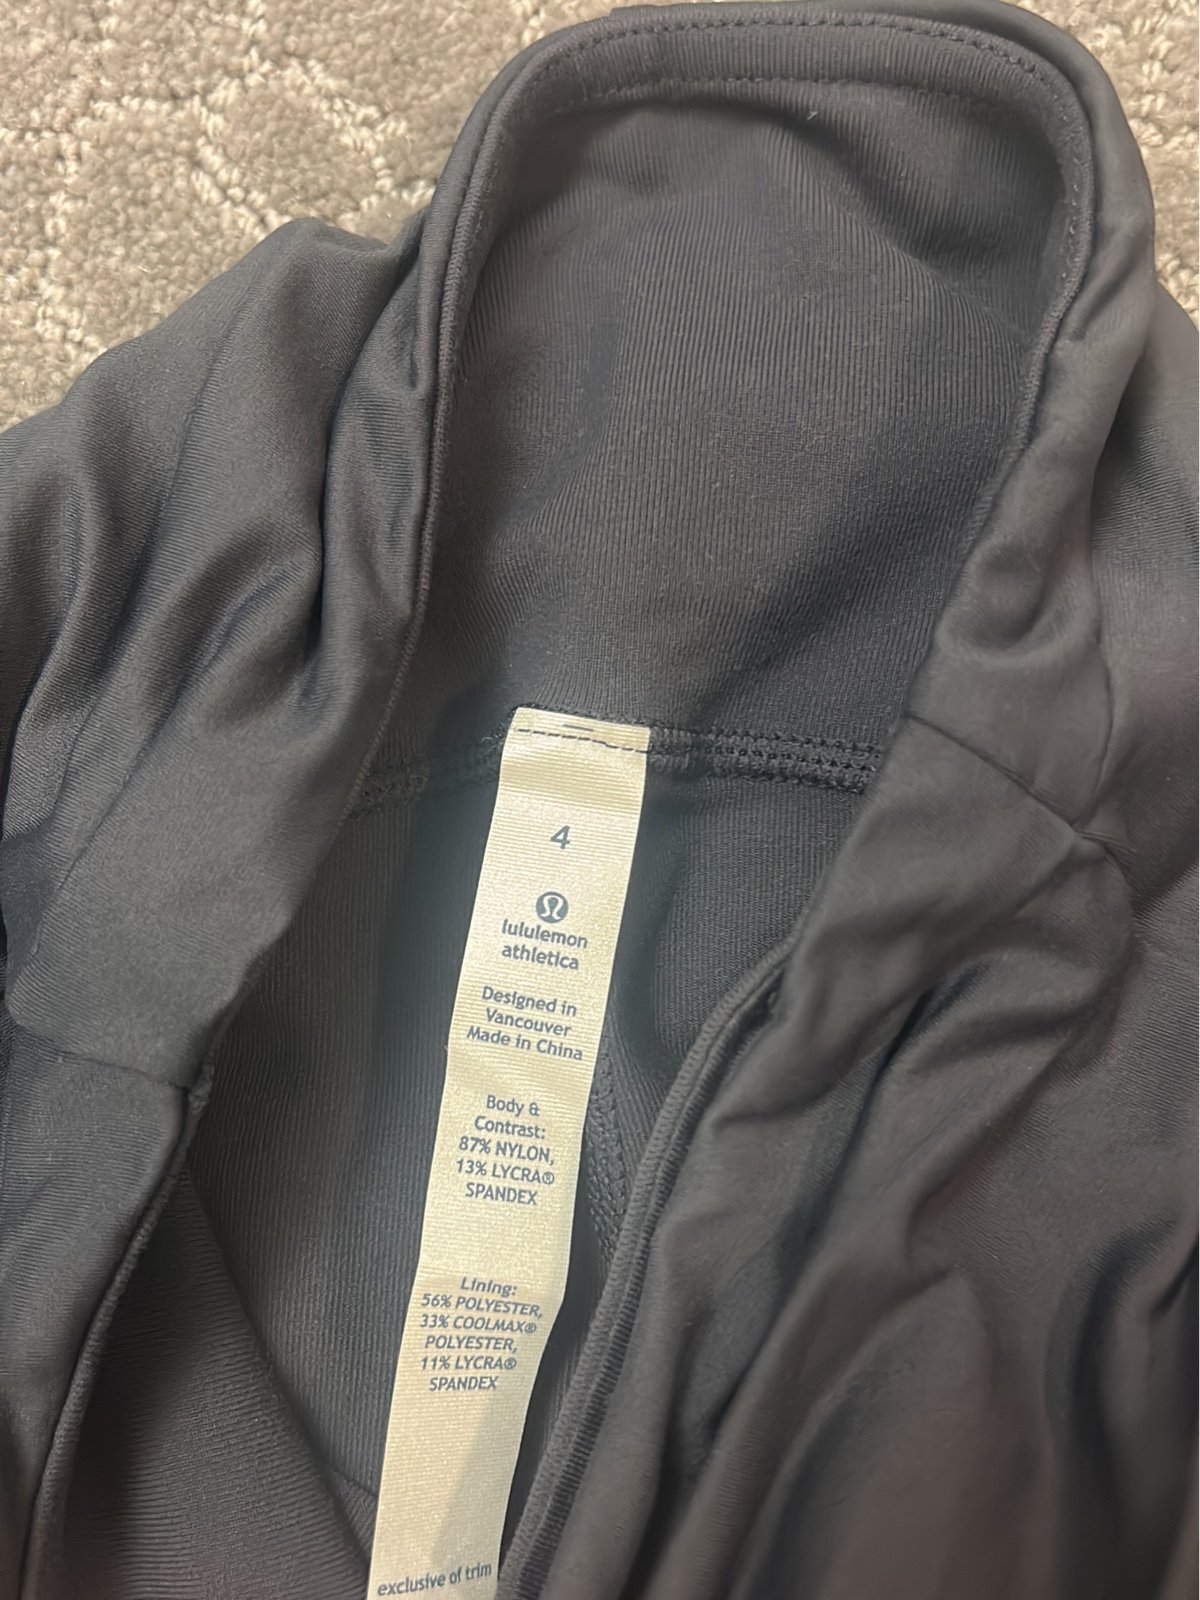 4
lululemon
athletica
Designed in
Vancouver
Made in China
Body &
Contrast:
87% NYLON,
13% LYCRA®
SPANDEX
Lining:
56% POLYESTER,
33% COOLMAX®
POLYESTER,
11% LYCRA®
SPANDEX
exclusive of trim